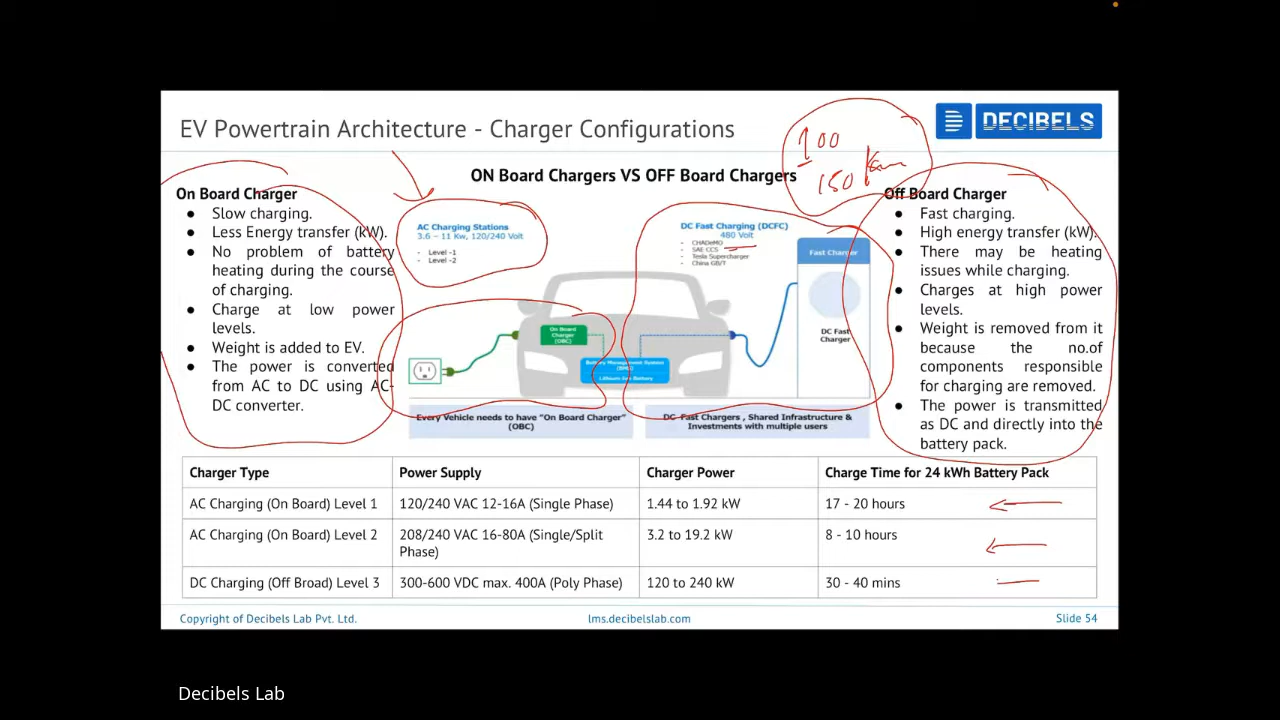 EV Powertrain Architecture - Charger Configurations
DECIBELS
100
150 km
ON Board Chargers VS OFF Board Chargers
On Board Charger
● Slow charging.
● Less Energy transfer (kW).
● No problem of battery
heating during the course
of charging.
● Charge at low power
levels.
● Weight is added to EV.
● The power is converted
from AC to DC using AC-
DC converter.
AC Charging Stations
3.6 – 11 Kw, 120/240 Volt
- Level -1
- Level -2
DC Fast Charging (DCFC)
480 Volt
- CHAdeMO
- SAE CCS
- Tesla Supercharger
- China GB/T
Fast Charger
DC Fast
Charger
On Board
Charger
(OBC)
Battery Management System
(BMS)
Lithium Ion Battery
Every Vehicle needs to have “On Board Charger”
(OBC)
DC Fast Chargers , Shared Infrastructure &
Investments with multiple users
Off Board Charger
● Fast charging.
● High energy transfer (kW).
● There may be heating
issues while charging.
● Charges at high power
levels.
● Weight is removed from it
because the no.of
components responsible
for charging are removed.
● The power is transmitted
as DC and directly into the
battery pack.
Charger Type Power Supply Charger Power Charge Time for 24 kWh Battery Pack
AC Charging (On Board) Level 1 120/240 VAC 12-16A (Single Phase) 1.44 to 1.92 kW 17 - 20 hours
AC Charging (On Board) Level 2 208/240 VAC 16-80A (Single/Split 3.2 to 19.2 kW 8 - 10 hours
Phase)
DC Charging (Off Broad) Level 3 300-600 VDC max. 400A (Poly Phase) 120 to 240 kW 30 - 40 mins
Copyright of Decibels Lab Pvt. Ltd. lms.decibelslab.com Slide 54
Decibels Lab